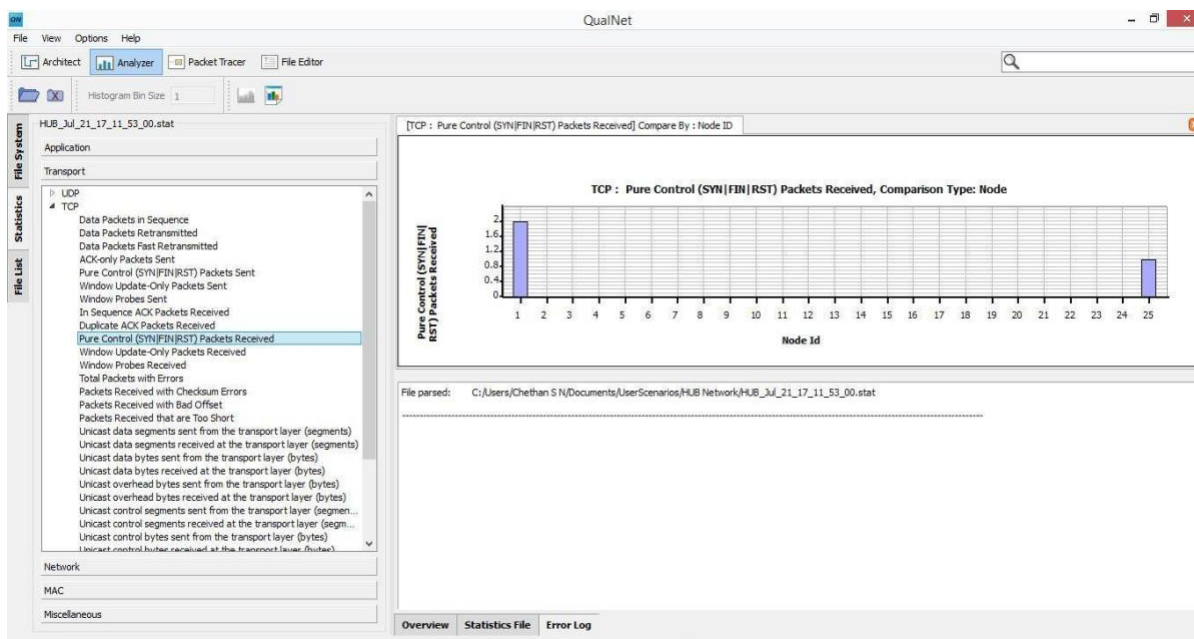 ON
QualNet
File View Options Help
Architect Analyzer Packet Tracer File Editor
Histogram Bin Size 1
File System
Statistics
File List
HUB_Jul_21_17_11_53_00.stat
Application
Transport
UDP
TCP
Data Packets in Sequence
Data Packets Retransmitted
Data Packets Fast Retransmitted
ACK-only Packets Sent
Pure Control (SYN|FIN|RST) Packets Sent
Window Update-Only Packets Sent
Window Probes Sent
In Sequence ACK Packets Received
Duplicate ACK Packets Received
Pure Control (SYN|FIN|RST) Packets Received
Window Update-Only Packets Received
Window Probes Received
Total Packets with Errors
Packets Received with Checksum Errors
Packets Received with Bad Offset
Packets Received that are Too Short
Unicast data segments sent from the transport layer (segments)
Unicast data segments received at the transport layer (segments)
Unicast data bytes sent from the transport layer (bytes)
Unicast data bytes received at the transport layer (bytes)
Unicast overhead bytes sent from the transport layer (bytes)
Unicast overhead bytes received at the transport layer (bytes)
Unicast control segments sent from the transport layer (segmen...
Unicast control segments received at the transport layer (segm...
Unicast control bytes sent from the transport layer (bytes)
Unicast control bytes received at the transport layer (bytes)
Network
MAC
Miscellaneous
[TCP : Pure Control (SYN|FIN|RST) Packets Received] Compare By : Node ID
TCP : Pure Control (SYN|FIN|RST) Packets Received, Comparison Type: Node
Pure Control (SYN|FIN|
RST) Packets Received
2
1.6
1.2
0.8
0.4
0
1 2 3 4 5 6 7 8 9 10 11 12 13 14 15 16 17 18 19 20 21 22 23 24 25
Node Id
File parsed: C:/Users/Chethan S N/Documents/UserScenarios/HUB Network/HUB_Jul_21_17_11_53_00.stat
Overview Statistics File Error Log